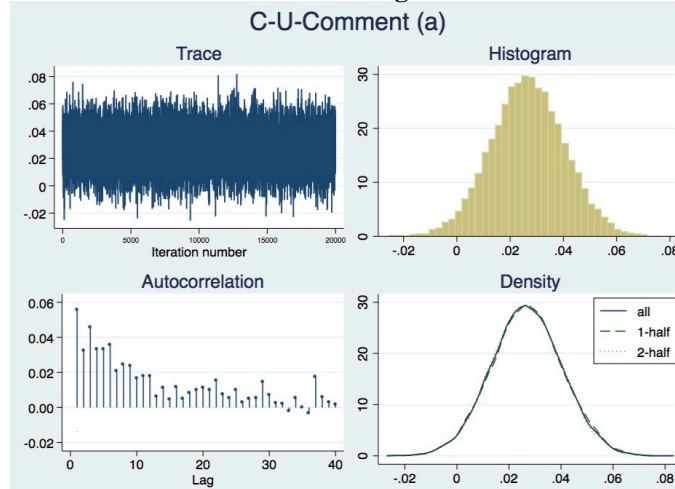 C-U-Comment (a)
Trace
.08
.06
.04
.02
0
-.02
0 5000 10000 15000 20000
Iteration number
Histogram
30
20
10
0
-.02 0 .02 .04 .06 .08
Autocorrelation
0.06
0.04
0.02
0.00
-0.02
0 10 20 30 40
Lag
Density
30
20
10
0
-.02 0 .02 .04 .06 .08
all
1-half
2-half